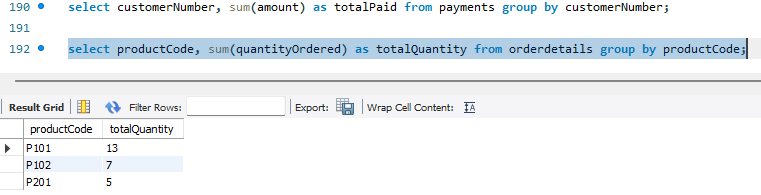 190 select customerNumber, sum(amount) as totalPaid from payments group by customerNumber;
191
192 select productCode, sum(quantityOrdered) as totalQuantity from orderdetails group by productCode;
Result Grid Filter Rows: Export: Wrap Cell Content:
productCode totalQuantity
P101 13
P102 7
P201 5